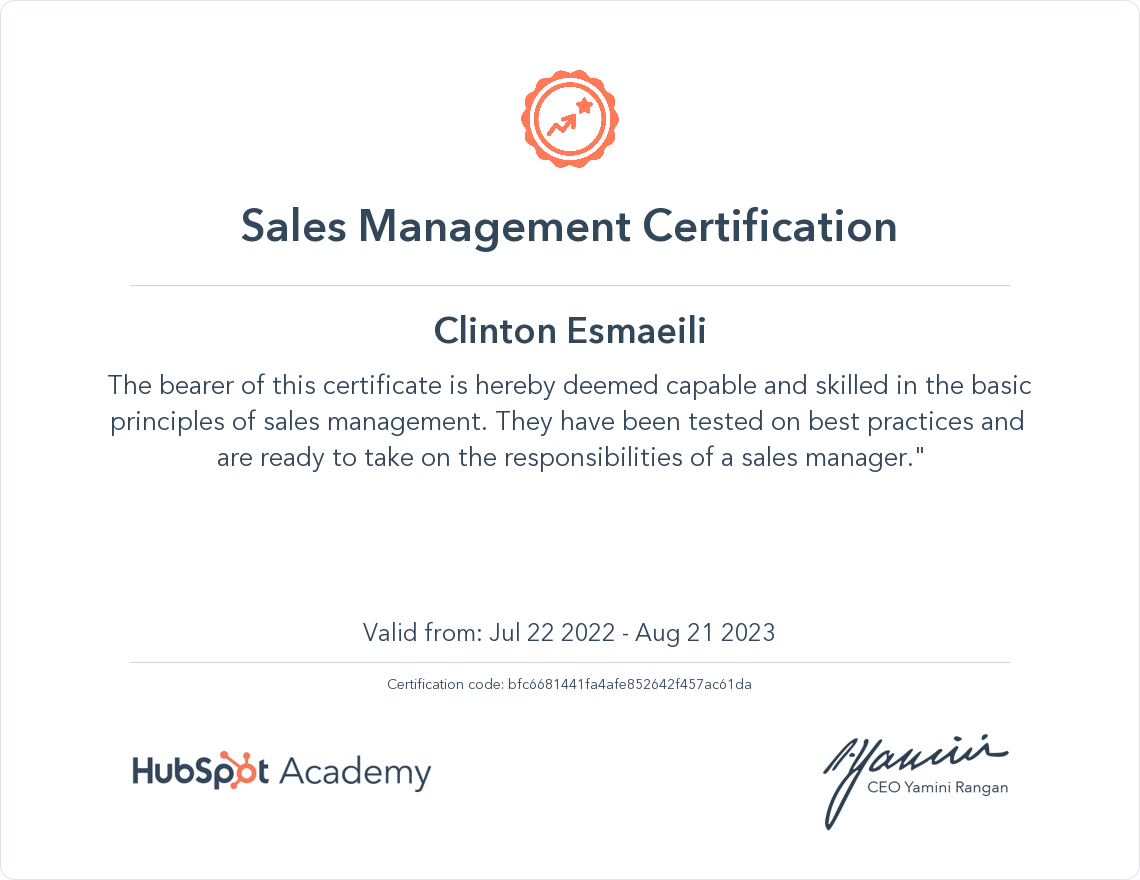 Sales Management Certification
Clinton Esmaeili
The bearer of this certificate is hereby deemed capable and skilled in the basic
principles of sales management. They have been tested on best practices and
are ready to take on the responsibilities of a sales manager."
Valid from: Jul 22 2022 - Aug 21 2023
Certification code: bfc6681441fa4afe852642f457ac61da
HubSpot Academy
CEO Yamini Rangan